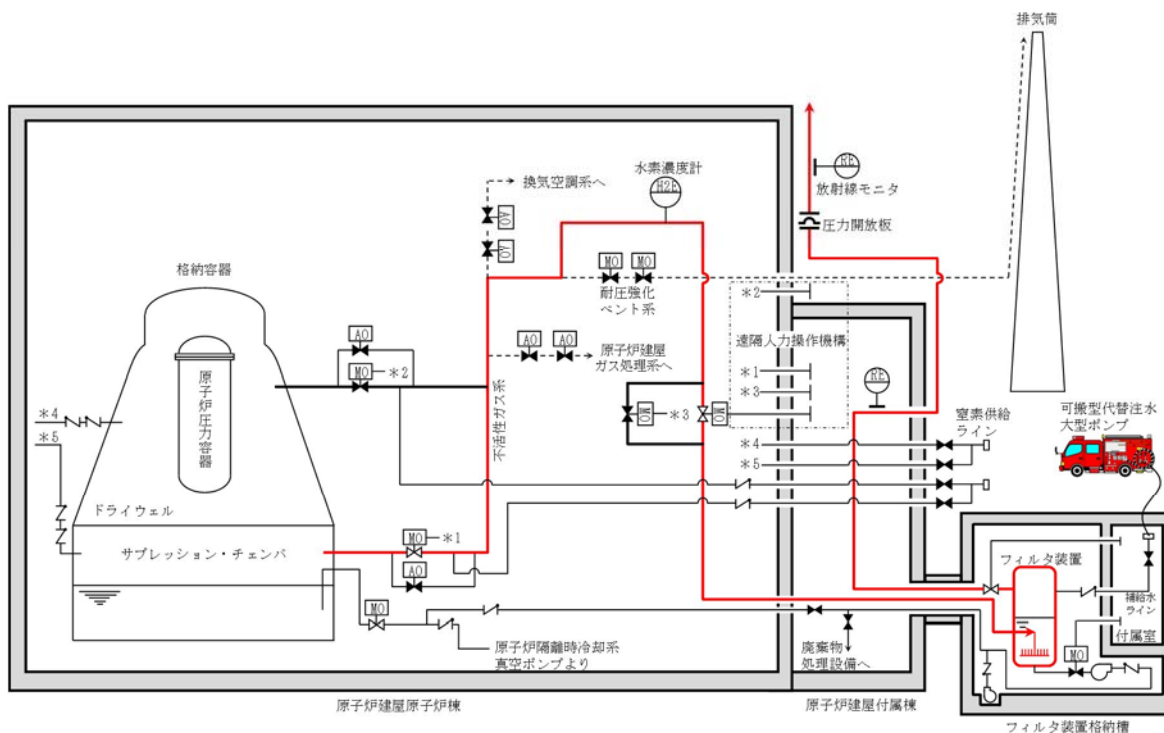 排気筒
水素濃度計
H2E
換気空調系へ
AO
AO
RE
放射線モニタ
圧力開放板
格納容器
MO
MO
耐圧強化
ベント系
＊2
遠隔人力操作機構
AO
MO
＊2
AO
AO
原子炉建屋
ガス処理系へ
＊1
＊3
RE
原子炉圧力容器
不活性ガス系
MO
＊3
MO
＊4
＊5
＊4
＊5
窒素供給
ライン
可搬型代替注水
大型ポンプ
ドライウェル
サプレッション・チェンバ
MO
＊1
AO
フィルタ装置
MO
補給水
ライン
付属室
MO
原子炉隔離時冷却系
真空ポンプより
廃棄物
処理設備へ
原子炉建屋原子炉棟
原子炉建屋付属棟
フィルタ装置格納槽